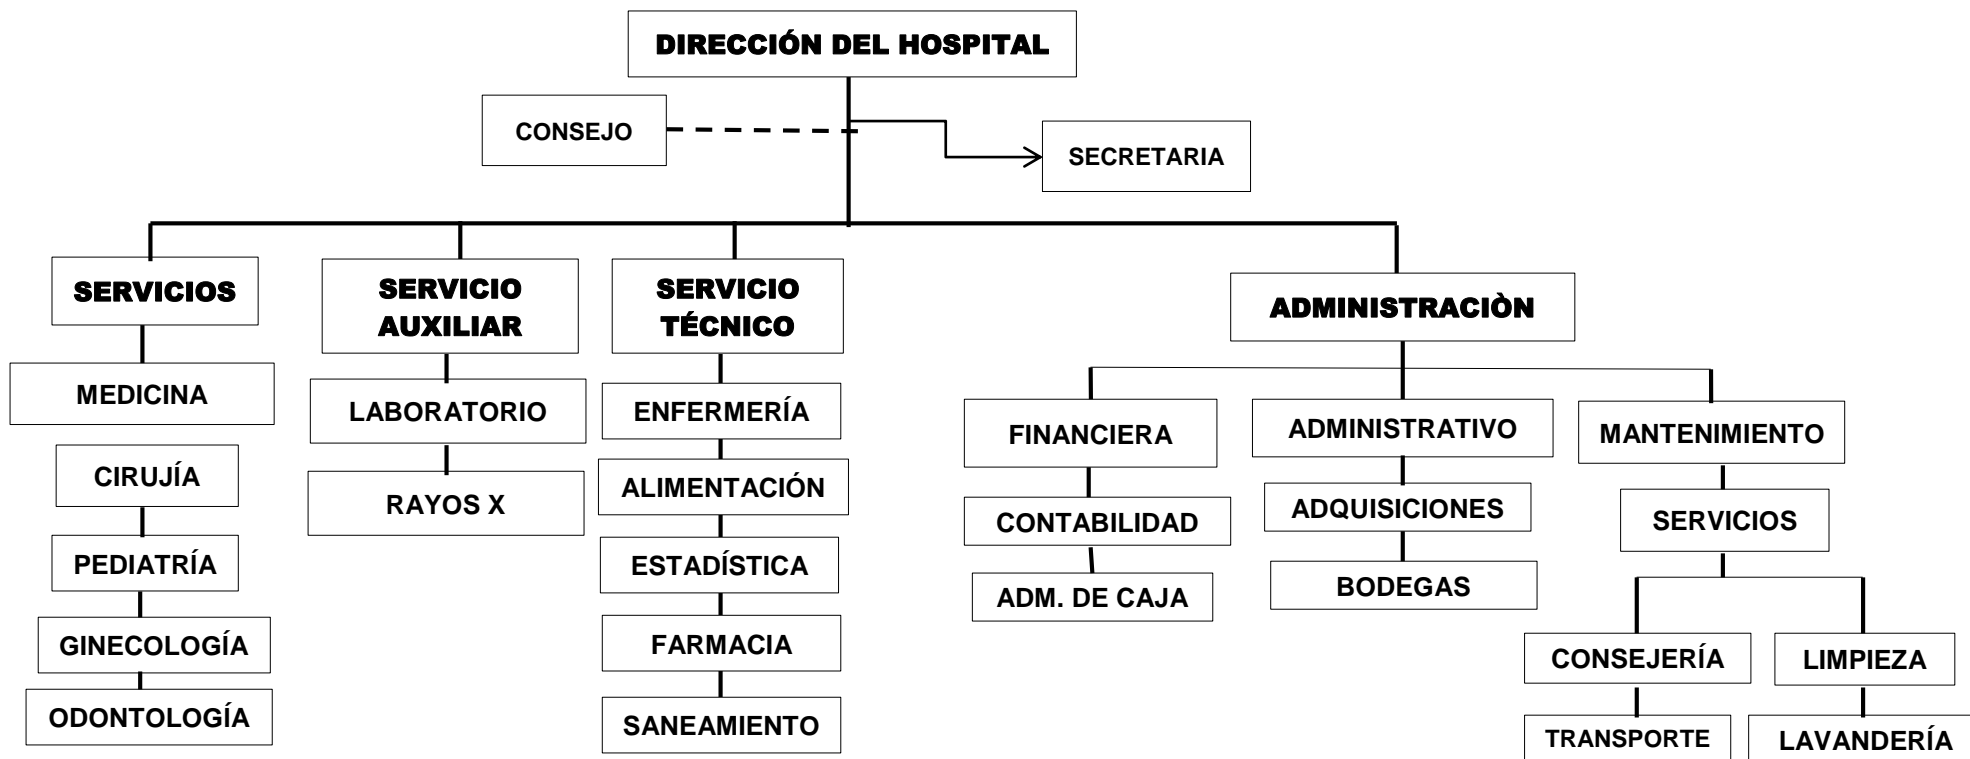 DIRECCIÓN DEL HOSPITAL
CONSEJO
SECRETARIA
SERVICIOS
MEDICINA
CIRUJÍA
PEDIATRÍA
GINECOLOGÍA
ODONTOLOGÍA
SERVICIO
AUXILIAR
LABORATORIO
RAYOS X
SERVICIO
TÉCNICO
ENFERMERÍA
ALIMENTACIÓN
ESTADÍSTICA
FARMACIA
SANEAMIENTO
ADMINISTRACIÒN
FINANCIERA
CONTABILIDAD
ADM. DE CAJA
ADMINISTRATIVO
ADQUISICIONES
BODEGAS
MANTENIMIENTO
SERVICIOS
CONSEJERÍA
TRANSPORTE
LIMPIEZA
LAVANDERÍA